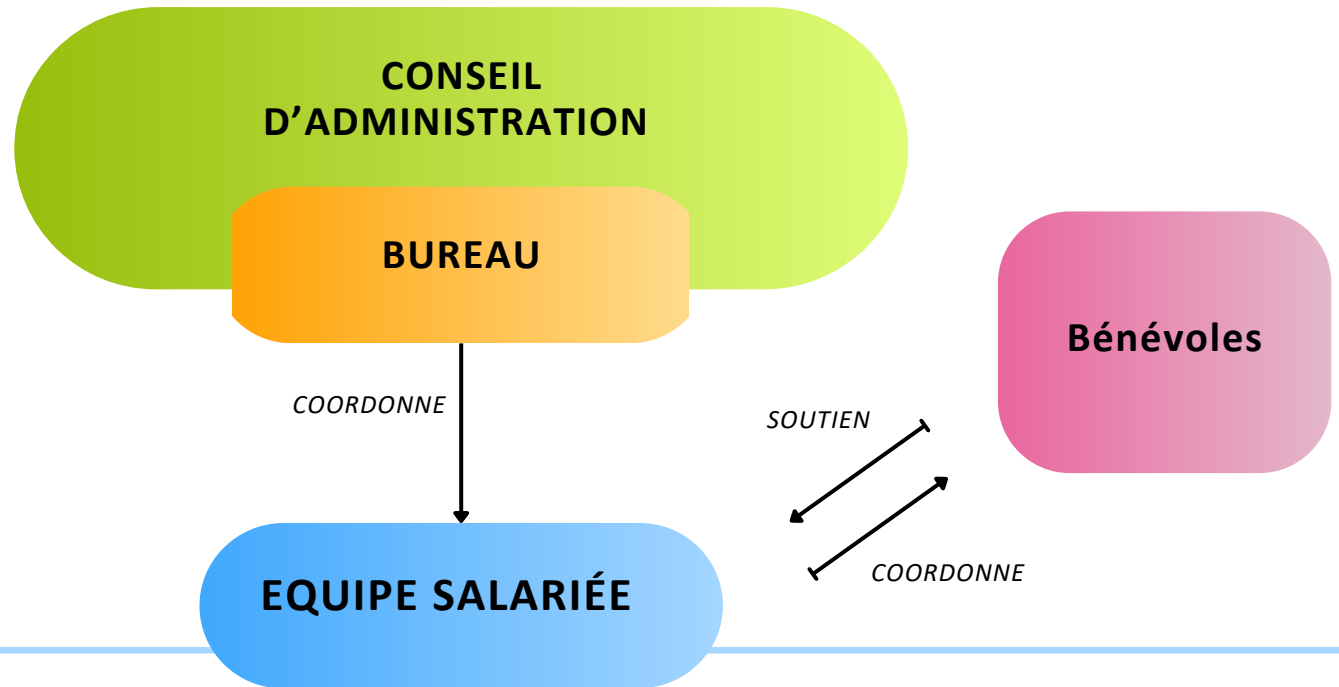 CONSEIL
D’ADMINISTRATION
BUREAU
Bénévoles
COORDONNE
SOUTIEN
COORDONNE
EQUIPE SALARIÉE